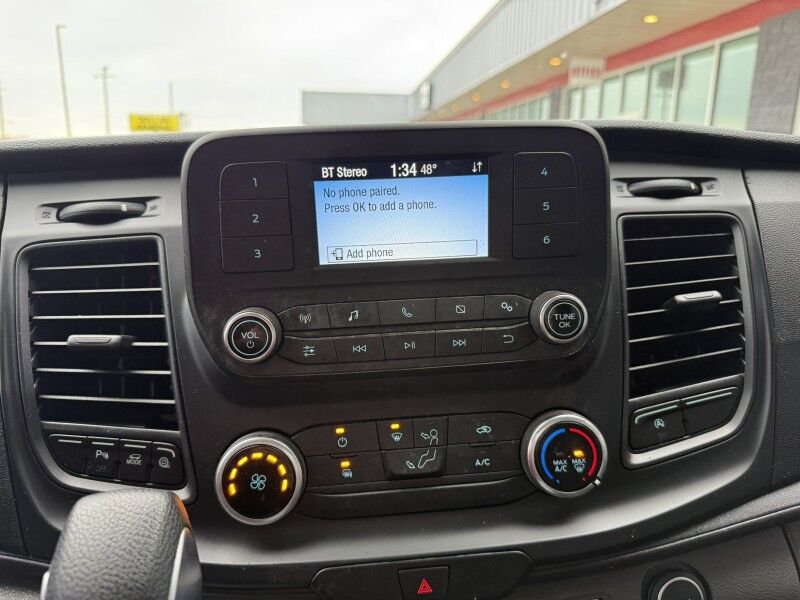 BT Stereo 1:34 48°
No phone paired.
Press OK to add a phone.
Add phone
1
2
3
4
5
6
VOL
TUNE
OK
A/C
MAX
A/C
MAX
MODE
OFF